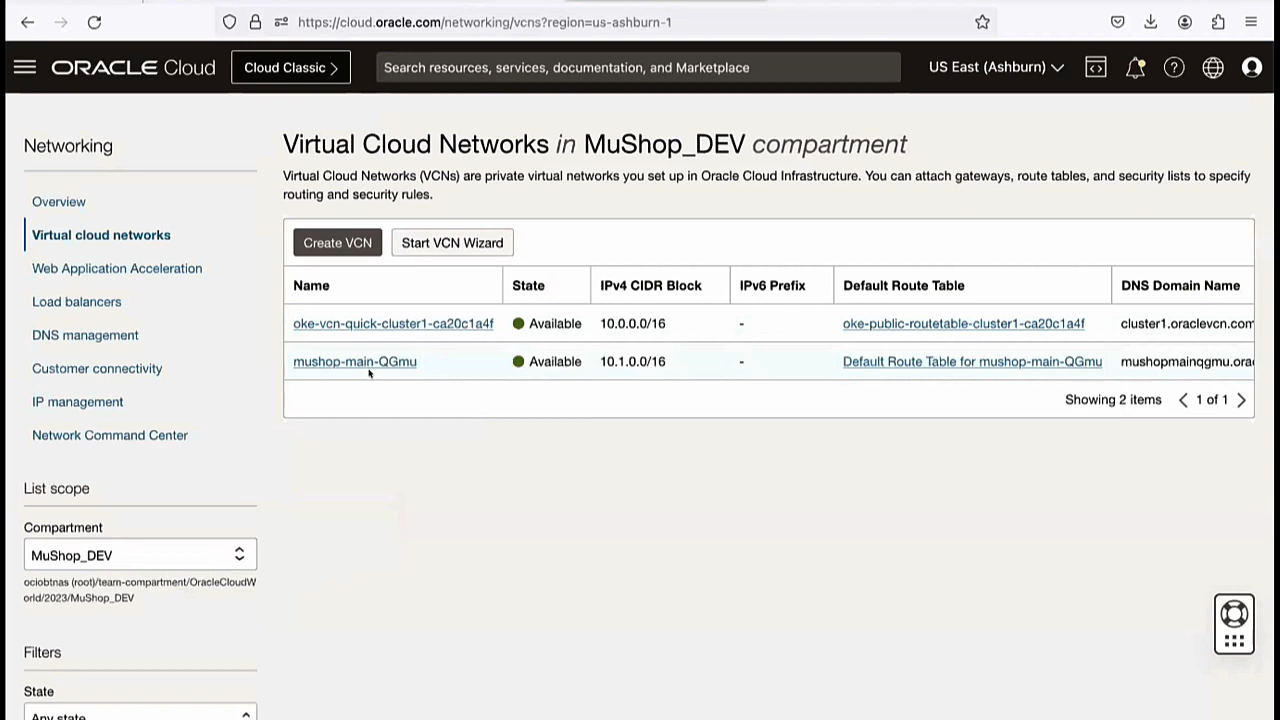 https://cloud.oracle.com/networking/vcns?region=us-ashburn-1
ORACLE Cloud
Cloud Classic
Search resources, services, documentation, and Marketplace
US East (Ashburn)
Networking
Overview
Virtual cloud networks
Web Application Acceleration
Load balancers
DNS management
Customer connectivity
IP management
Network Command Center
List scope
Compartment
MuShop_DEV
ociobtnas (root)/team-compartment/OracleCloudW
orld/2023/MuShop_DEV
Filters
State
Any state
Virtual Cloud Networks in MuShop_DEV compartment
Virtual Cloud Networks (VCNs) are private virtual networks you set up in Oracle Cloud Infrastructure. You can attach gateways, route tables, and security lists to specify
routing and security rules.
Create VCN Start VCN Wizard
Name State IPv4 CIDR Block IPv6 Prefix Default Route Table DNS Domain Name
oke-vcn-quick-cluster1-ca20c1a4f Available 10.0.0.0/16 - oke-public-routetable-cluster1-ca20c1a4f cluster1.oraclevcn.com
mushop-main-QGmu Available 10.1.0.0/16 - Default Route Table for mushop-main-QGmu mushopmainqgmu.ora
Showing 2 items 1 of 1